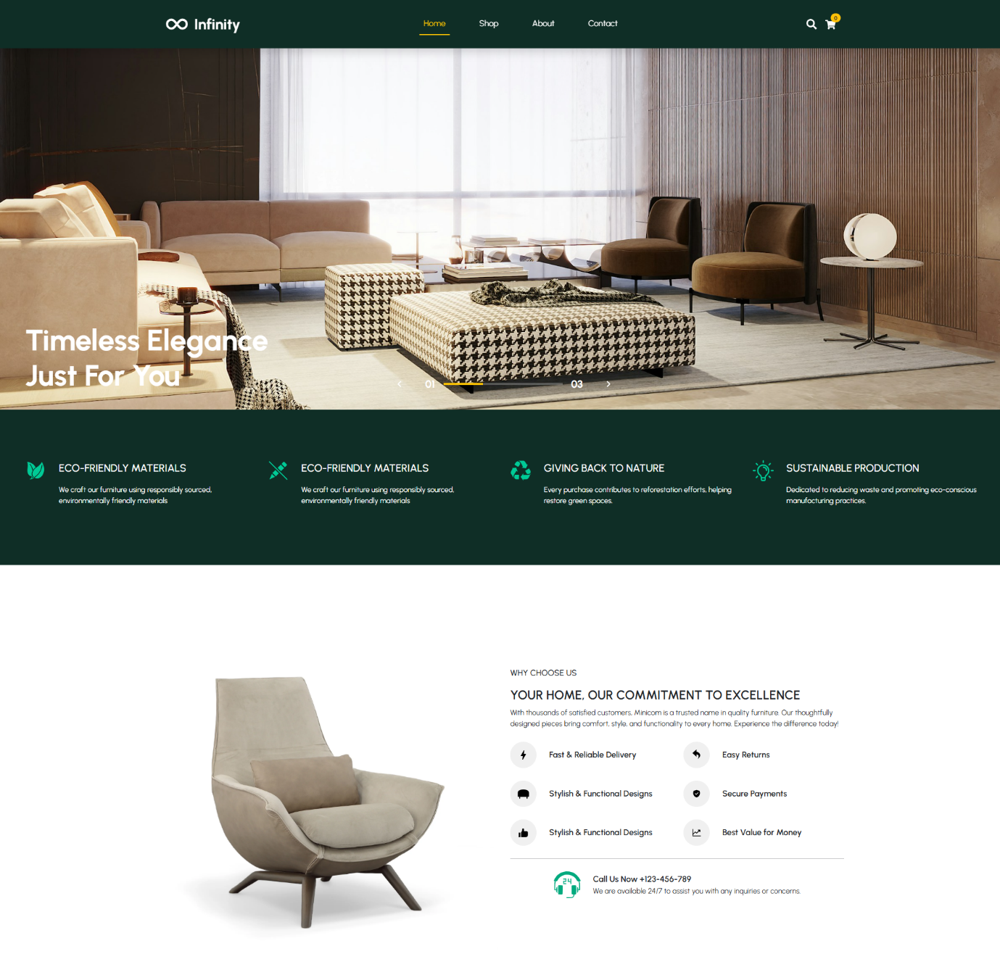 Infinity
Home
Shop
About
Contact
0
Timeless Elegance
Just For You
01
03
ECO-FRIENDLY MATERIALS
We craft our furniture using responsibly sourced,
environmentally friendly materials
ECO-FRIENDLY MATERIALS
We craft our furniture using responsibly sourced,
environmentally friendly materials
GIVING BACK TO NATURE
Every purchase contributes to reforestation efforts, helping
restore green spaces.
SUSTAINABLE PRODUCTION
Dedicated to reducing waste and promoting eco-conscious
manufacturing practices.
WHY CHOOSE US
YOUR HOME, OUR COMMITMENT TO EXCELLENCE
With thousands of satisfied customers, Minicom is a trusted name in quality furniture. Our thoughtfully
designed pieces bring comfort, style, and functionality to every home. Experience the difference today!
Fast & Reliable Delivery
Easy Returns
Stylish & Functional Designs
Secure Payments
Stylish & Functional Designs
Best Value for Money
24
Call Us Now +123-456-789
We are available 24/7 to assist you with any inquiries or concerns.